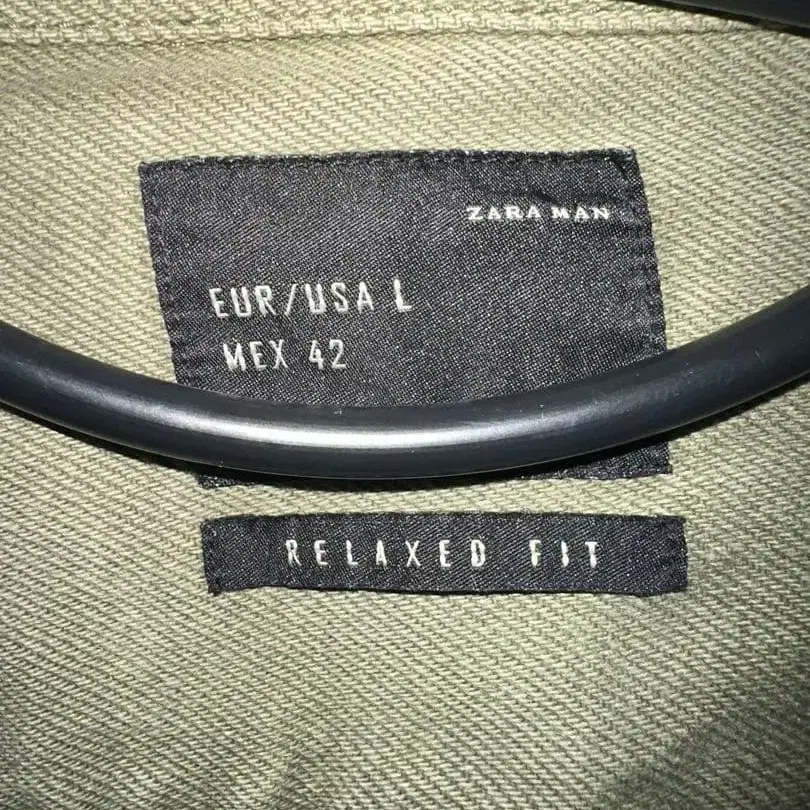 ZARA MAN
EUR/USA L
MEX 42
RELAXED FIT